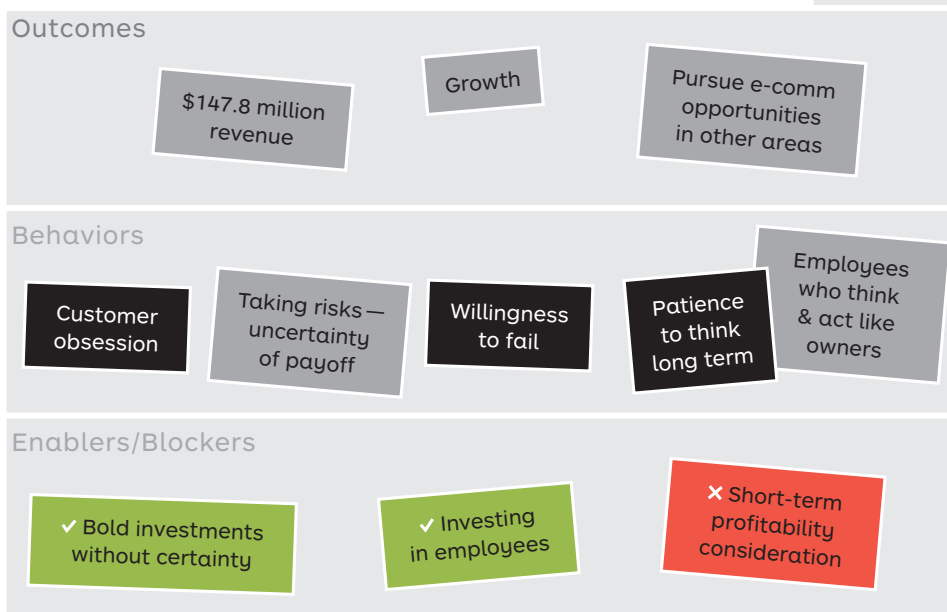 Outcomes
$147.8 million
revenue
Growth
Pursue e-comm
opportunities
in other areas
Behaviors
Customer
obsession
Taking risks—
uncertainty
of payoff
Willingness
to fail
Patience
to think
long term
Employees
who think
& act like
owners
Enablers/Blockers
✓ Bold investments
without certainty
✓ Investing
in employees
✕ Short-term
profitability
consideration